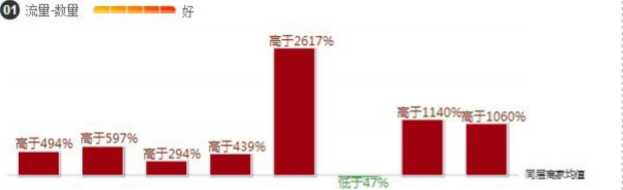 01 流量-数量 好
高于494%
高于597%
高于294%
高于439%
高于2617%
低于47%
高于1140%
高于1060%
同层商家均值